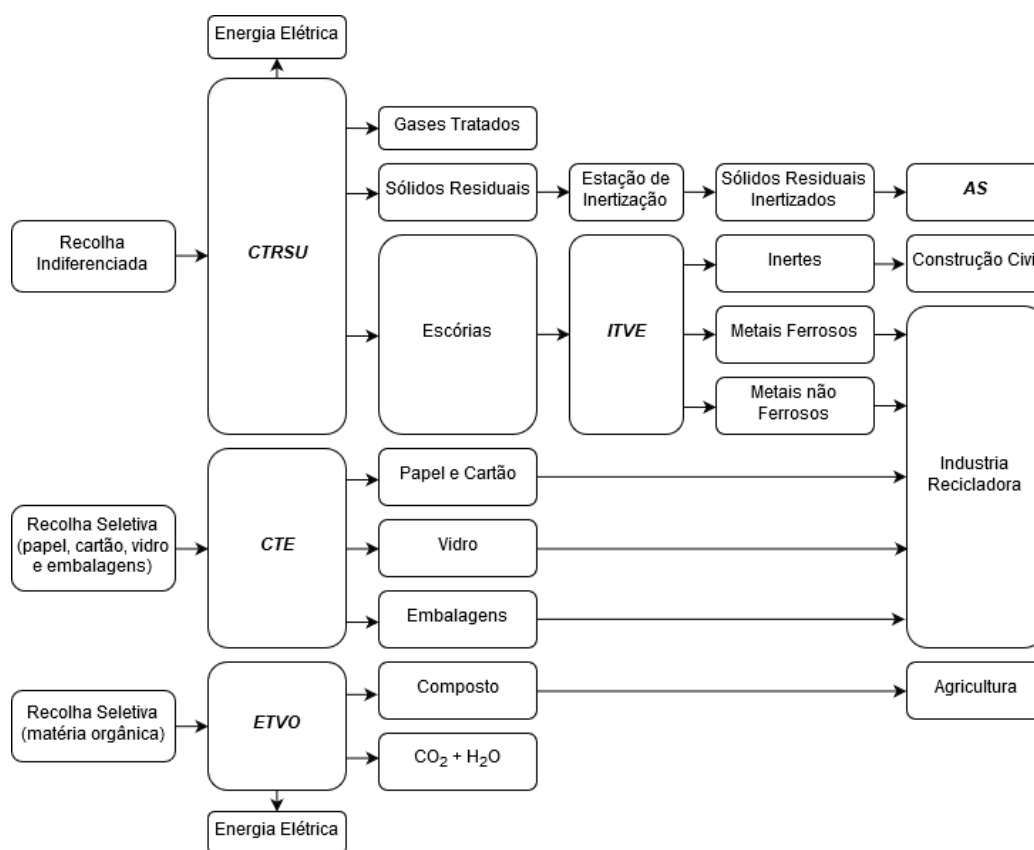 Energia Elétrica
Gases Tratados
Sólidos Residuais
Estação de
Inertização
Sólidos Residuais
Inertizados
AS
Recolha
Indiferenciada
CTRSU
Escórias
ITVE
Inertes
Construção Civi
Metais Ferrosos
Metais não
Ferrosos
Industria
Recicladora
Recolha Seletiva
(papel, cartão, vidro
e embalagens)
CTE
Papel e Cartão
Vidro
Embalagens
Recolha Seletiva
(matéria orgânica)
ETVO
Composto
Agricultura
CO₂ + H₂O
Energia Elétrica